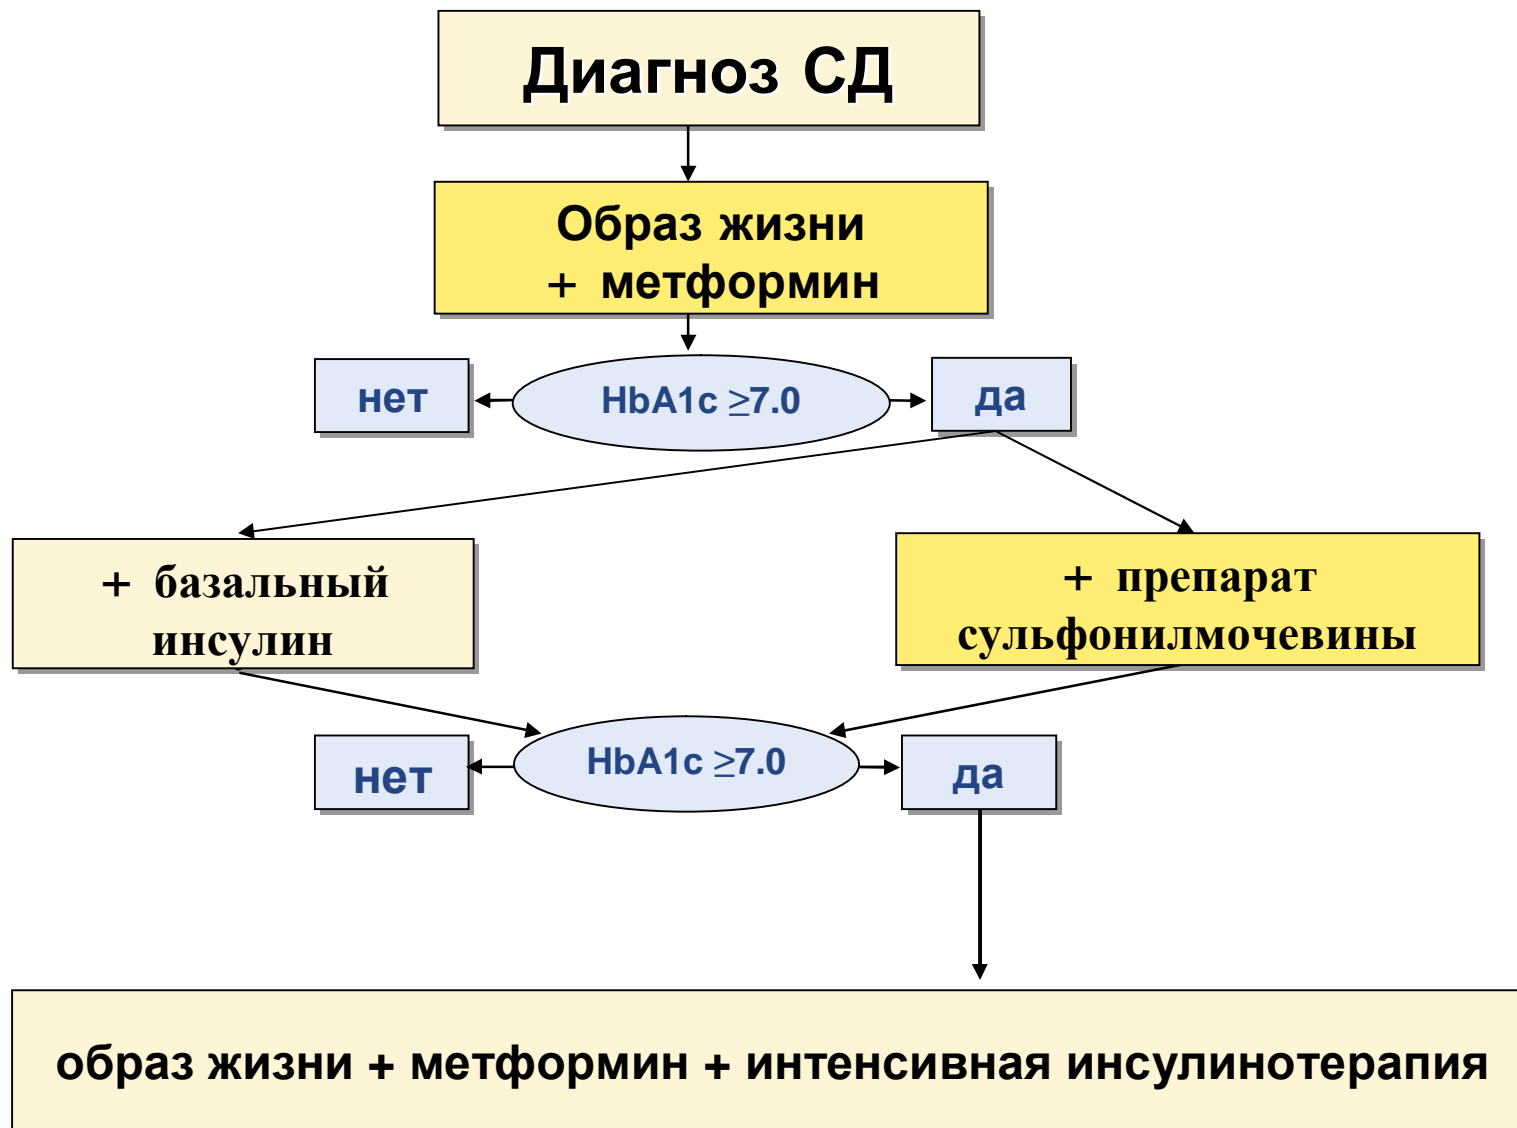 Диагноз СД
Образ жизни
+ метформин
нет
HbA1c ≥7.0
да
+ базальный
инсулин
+ препарат
сульфонилмочевины
нет
HbA1c ≥7.0
да
образ жизни + метформин + интенсивная инсулинотерапия